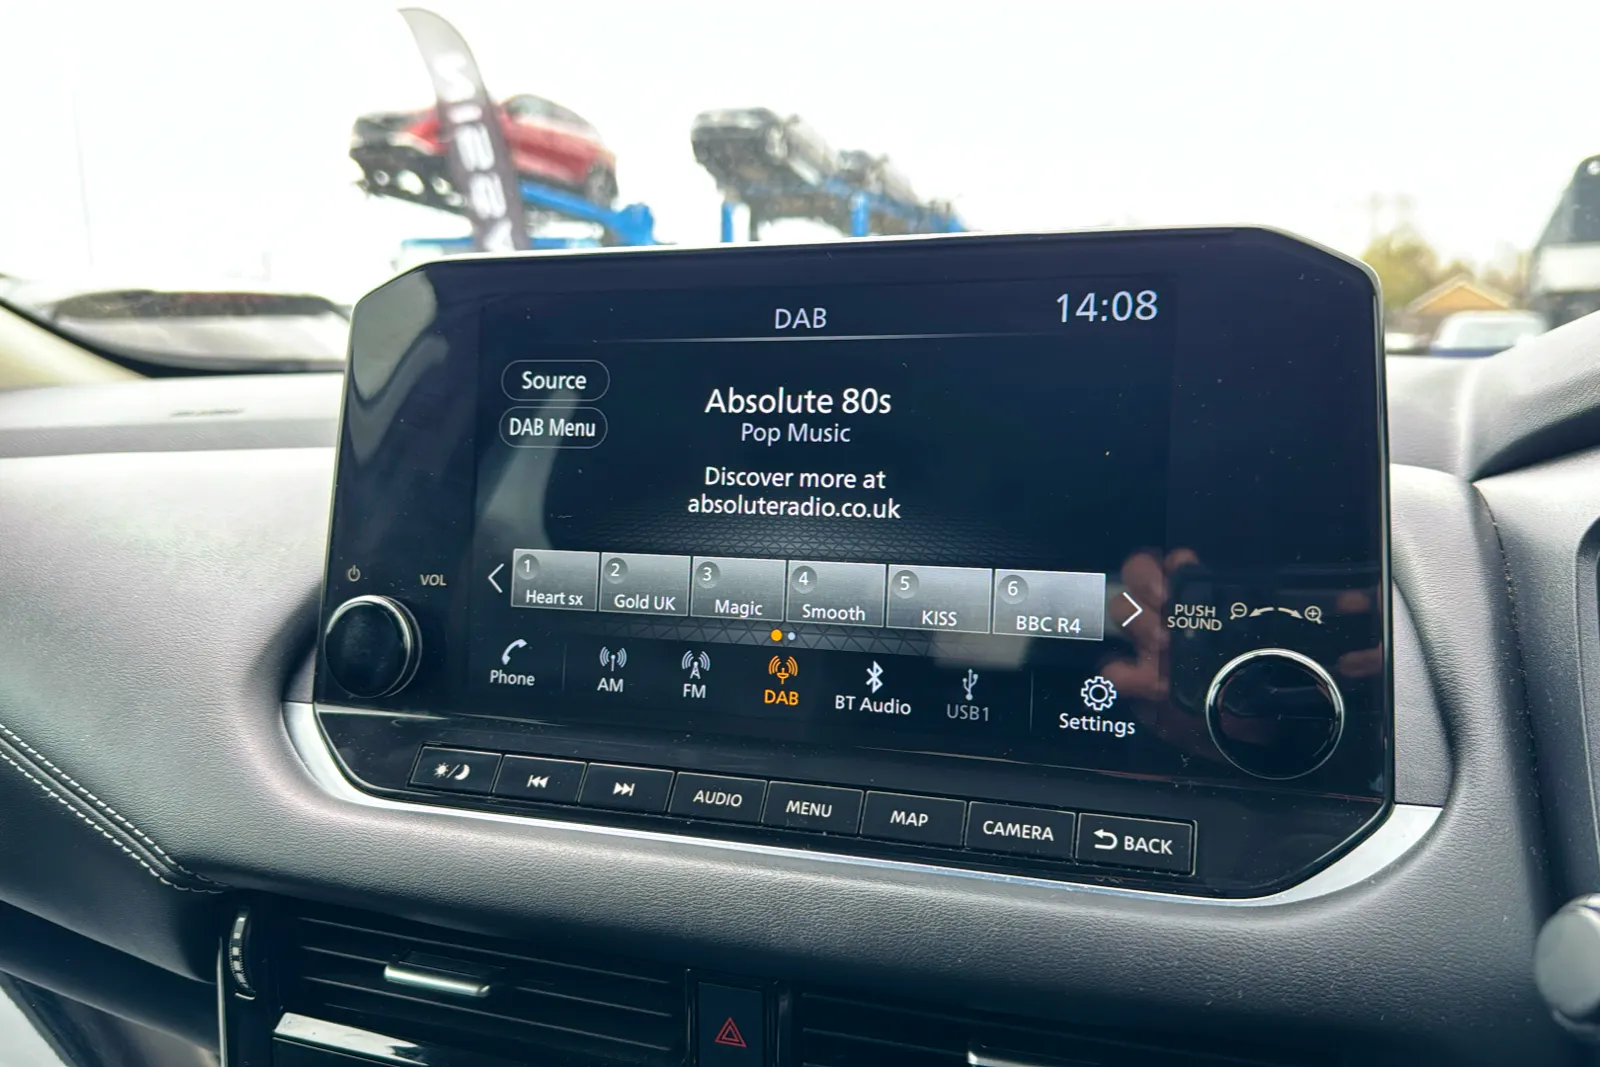 NISSA
DAB
14:08
Source
DAB Menu
Absolute 80s
Pop Music
Discover more at
absoluteradio.co.uk
1 Heart sx
2 Gold UK
3 Magic
4 Smooth
5 KISS
6 BBC R4
VOL
PUSH
SOUND
Phone
AM
FM
DAB
BT Audio
USB1
Settings
AUDIO
MENU
MAP
CAMERA
BACK